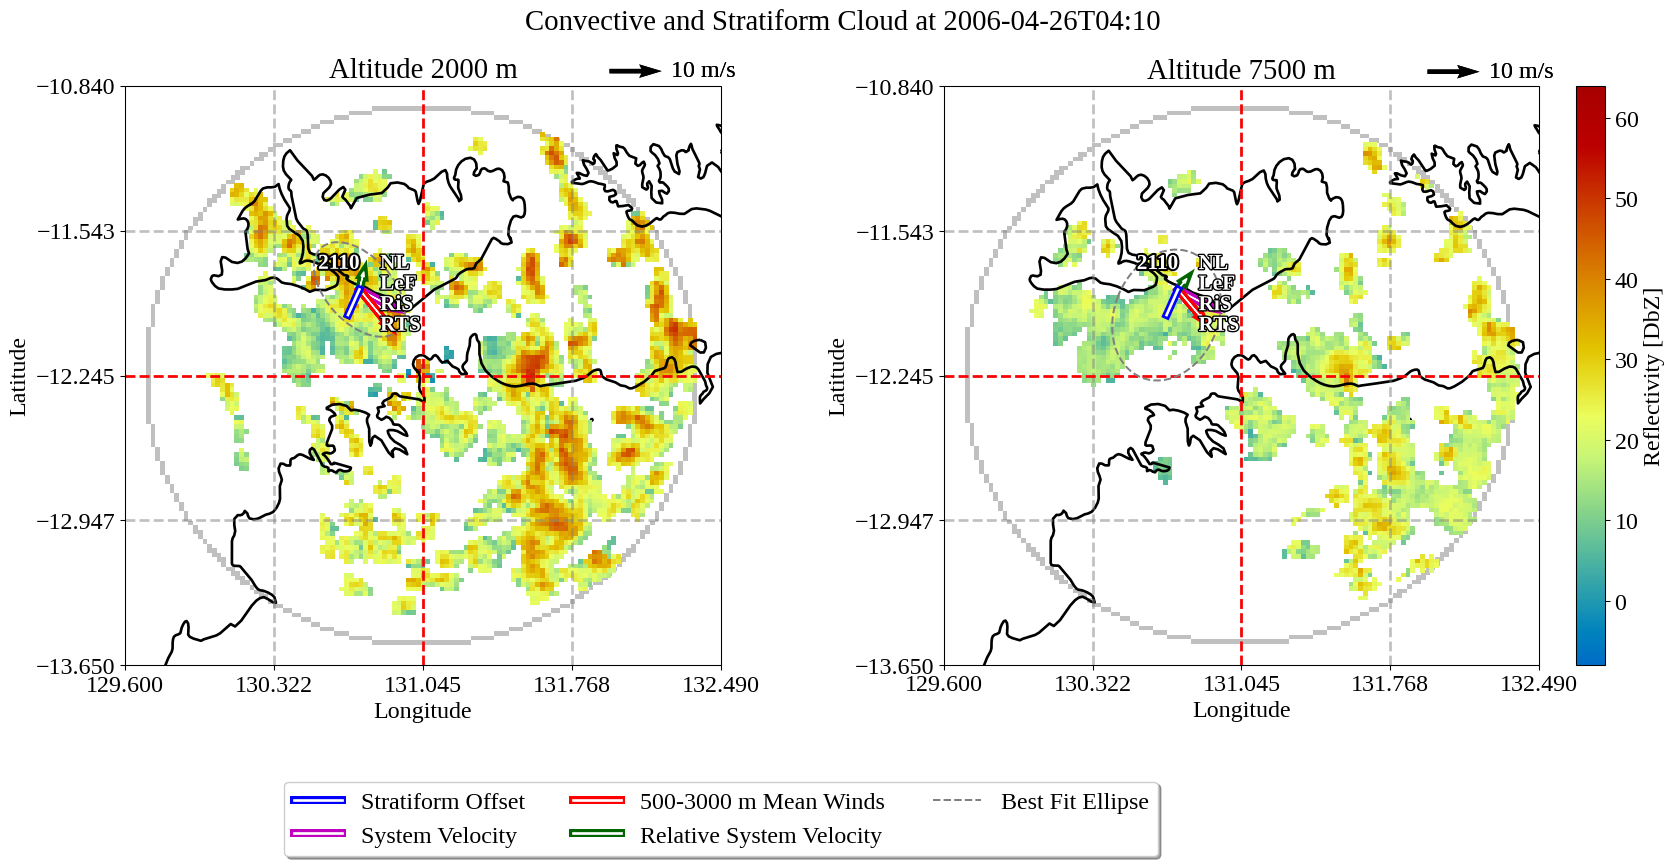 Convective and Stratiform Cloud at 2006-04-26T04:10
Altitude 2000 m
10 m/s
Altitude 7500 m
10 m/s
−10.840
−11.543
−12.245
−12.947
−13.650
Latitude
129.600
130.322
131.045
131.768
132.490
Longitude
2110
NL
LeF
RiS
RTS
−10.840
−11.543
−12.245
−12.947
−13.650
Latitude
129.600
130.322
131.045
131.768
132.490
Longitude
2110
NL
LeF
RiS
RTS
60
50
40
30
20
10
0
Reflectivity [DbZ]
Stratiform Offset
System Velocity
500-3000 m Mean Winds
Relative System Velocity
Best Fit Ellipse